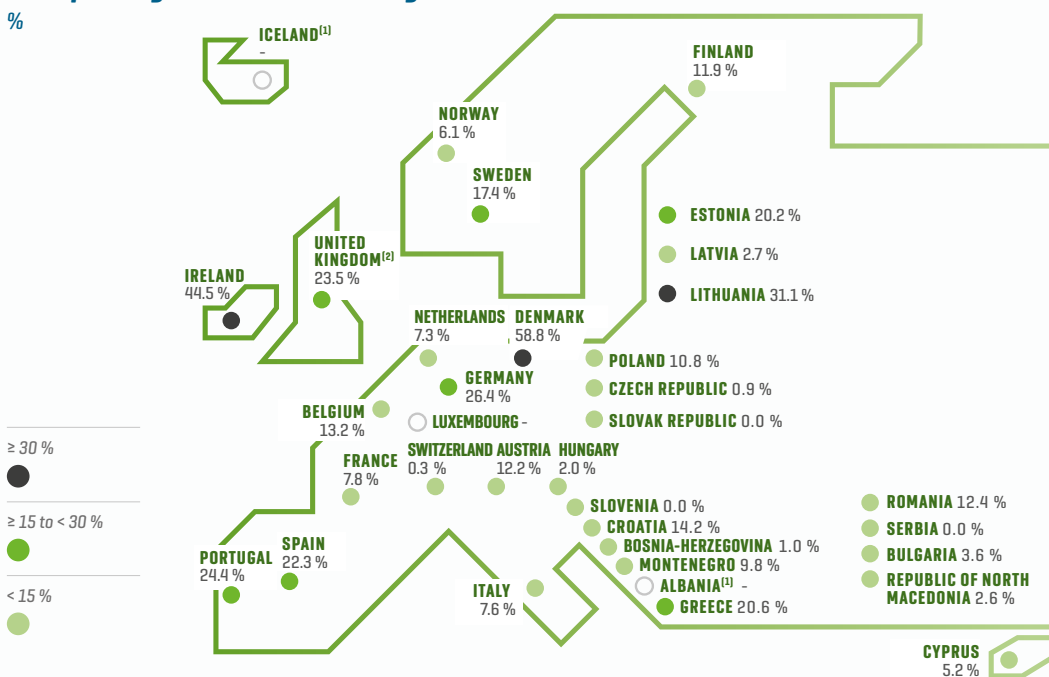 %
ICELAND(1)
-
FINLAND
11.9 %
NORWAY
6.1 %
SWEDEN
17.4 %
ESTONIA 20.2 %
UNITED
KINGDOM(2)
23.5 %
LATVIA 2.7 %
IRELAND
44.5 %
LITHUANIA 31.1 %
NETHERLANDS
7.3 %
DENMARK
58.8 %
POLAND 10.8 %
GERMANY
26.4 %
CZECH REPUBLIC 0.9 %
BELGIUM
13.2 %
LUXEMBOURG -
SLOVAK REPUBLIC 0.0 %
≥ 30 %
≥ 15 to < 30 %
< 15 %
FRANCE
7.8 %
SWITZERLAND
0.3 %
AUSTRIA
12.2 %
HUNGARY
2.0 %
SLOVENIA 0.0 %
CROATIA 14.2 %
BOSNIA-HERZEGOVINA 1.0 %
MONTENEGRO 9.8 %
ALBANIA(1) -
GREECE 20.6 %
PORTUGAL
24.4 %
SPAIN
22.3 %
ITALY
7.6 %
ROMANIA 12.4 %
SERBIA 0.0 %
BULGARIA 3.6 %
REPUBLIC OF NORTH
MACEDONIA 2.6 %
CYPRUS
5.2 %